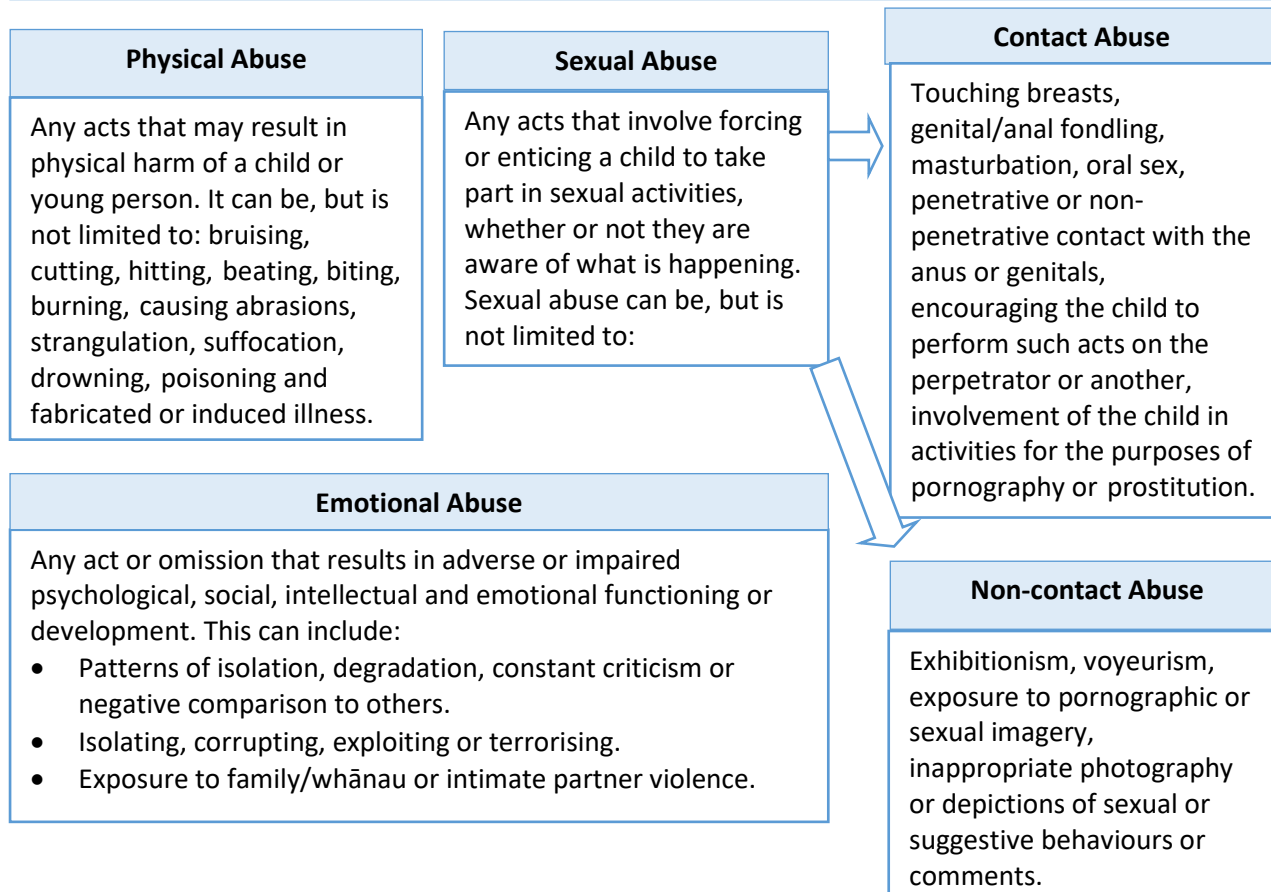 Physical Abuse
Any acts that may result in
physical harm of a child or
young person. It can be, but is
not limited to: bruising,
cutting, hitting, beating, biting,
burning, causing abrasions,
strangulation, suffocation,
drowning, poisoning and
fabricated or induced illness.
Sexual Abuse
Any acts that involve forcing
or enticing a child to take
part in sexual activities,
whether or not they are
aware of what is happening.
Sexual abuse can be, but is
not limited to:
Contact Abuse
Touching breasts,
genital/anal fondling,
masturbation, oral sex,
penetrative or non-
penetrative contact with the
anus or genitals,
encouraging the child to
perform such acts on the
perpetrator or another,
involvement of the child in
activities for the purposes of
pornography or prostitution.
Emotional Abuse
Any act or omission that results in adverse or impaired
psychological, social, intellectual and emotional functioning or
development. This can include:
• Patterns of isolation, degradation, constant criticism or
negative comparison to others.
• Isolating, corrupting, exploiting or terrorising.
• Exposure to family/whānau or intimate partner violence.
Non-contact Abuse
Exhibitionism, voyeurism,
exposure to pornographic or
sexual imagery,
inappropriate photography
or depictions of sexual or
suggestive behaviours or
comments.